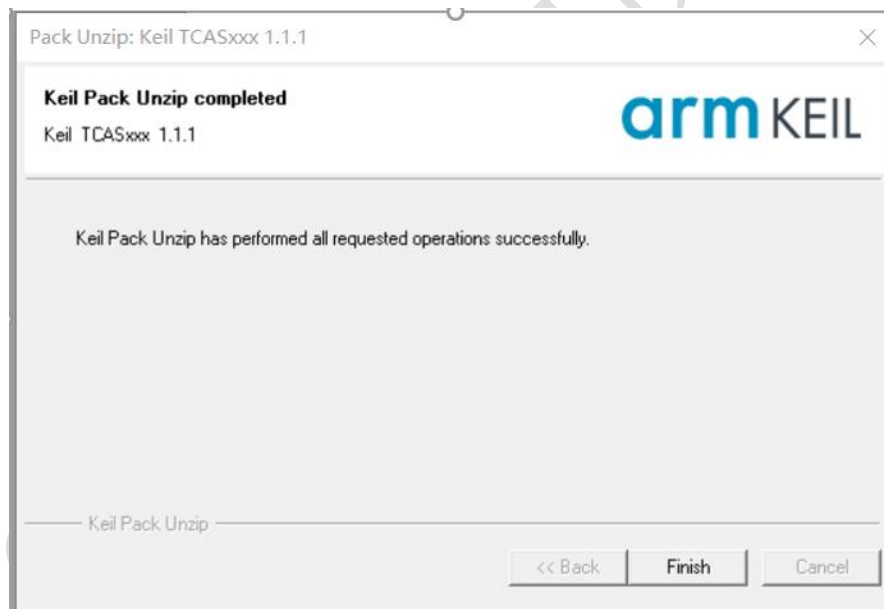 Pack Unzip: Keil TCASxxx 1.1.1
Keil Pack Unzip completed
Keil TCASxxx 1.1.1
arm KEIL
Keil Pack Unzip has performed all requested operations successfully.
Keil Pack Unzip
<< Back
Finish
Cancel